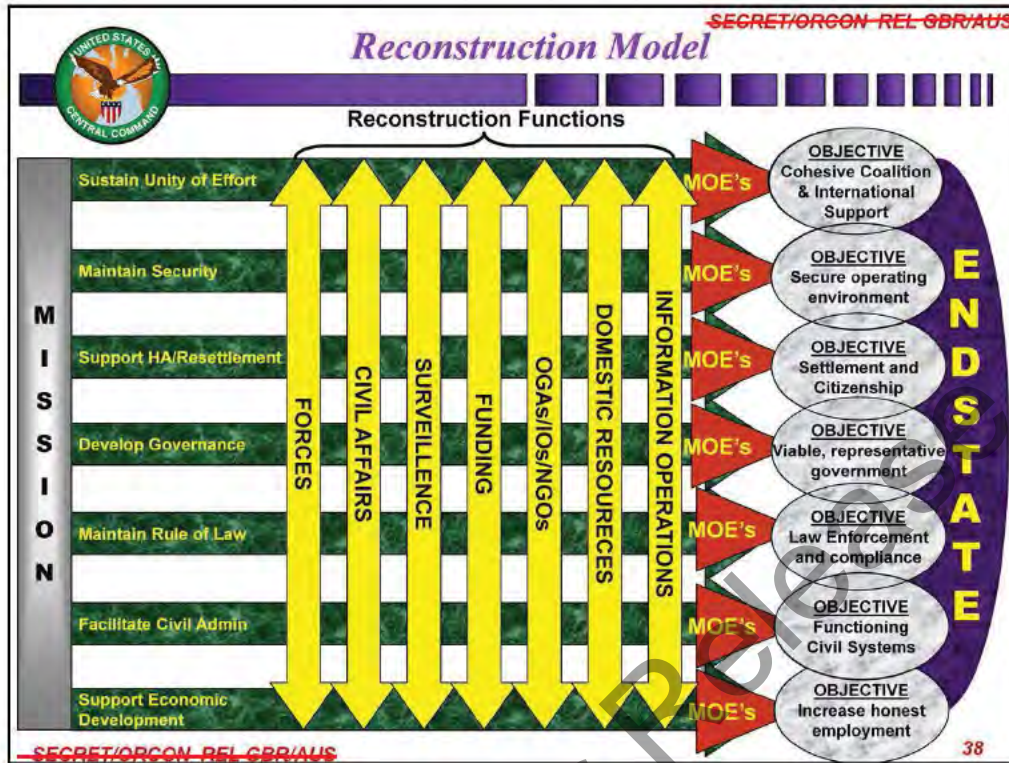 SECRET/ORCON REL GBR/AUS
Reconstruction Model
UNITED STATES
CENTRAL COMMAND
Reconstruction Functions
MISSION
Sustain Unity of Effort
Maintain Security
Support HA/Resettlement
Develop Governance
Maintain Rule of Law
Facilitate Civil Admin
Support Economic
Development
FORCES
CIVIL AFFAIRS
SURVEILLENCE
FUNDING
OGAs/IOs/NGOs
DOMESTIC RESOURECES
INFORMATION OPERATIONS
MOE's
OBJECTIVE
Cohesive Coalition
& International
Support
MOE's
OBJECTIVE
Secure operating
environment
MOE's
OBJECTIVE
Settlement and
Citizenship
MOE's
OBJECTIVE
Viable, representative
government
MOE's
OBJECTIVE
Law Enforcement
and compliance
MOE's
OBJECTIVE
Functioning
Civil Systems
MOE's
OBJECTIVE
Increase honest
employment
ENDSTATE
Release
SECRET/ORCON REL GBR/AUS
38